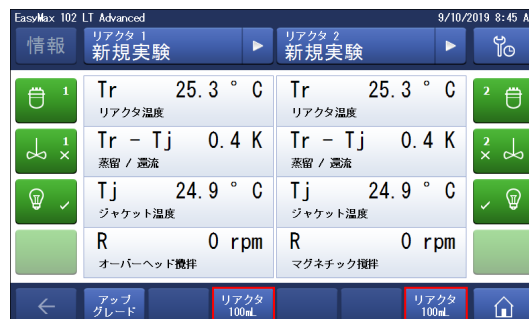 EasyMax 102 LT Advanced 9/10/2019 8:45 A
情報 リアクタ 1 リアクタ 2
新規実験 新規実験
1 Tr 25.3 ° C Tr 25.3 ° C 2
リアクタ温度 リアクタ温度
1 Tr - Tj 0.4 K Tr - Tj 0.4 K 2
蒸留 / 還流 蒸留 / 還流
Tj 24.9 ° C Tj 24.9 ° C
ジャケット温度 ジャケット温度
R 0 rpm R 0 rpm
オーバーヘッド攪拌 マグネチック攪拌
アップ リアクタ リアクタ
グレード 100mL 100mL